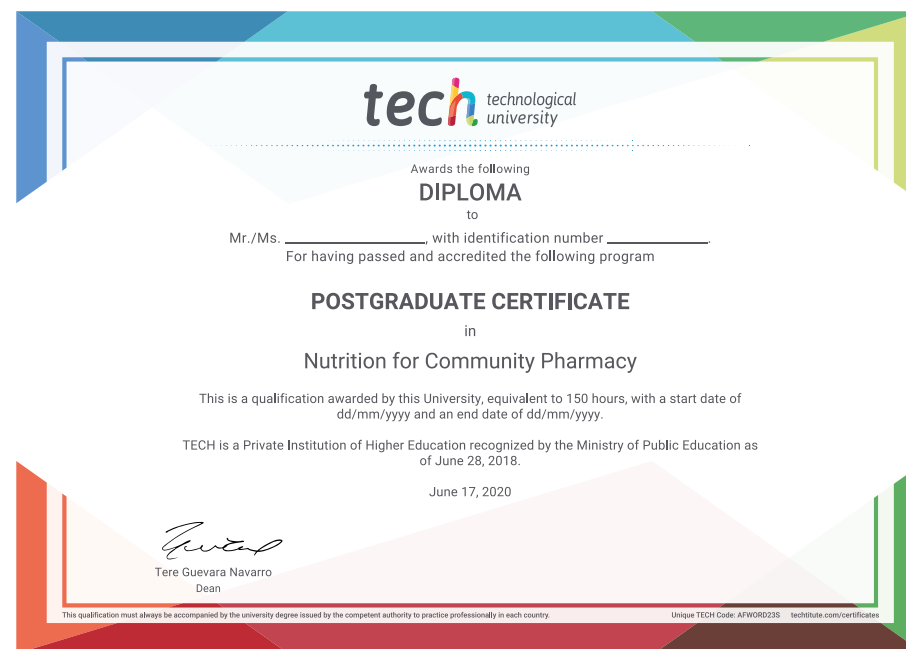 tech technological
university
Awards the following
DIPLOMA
to
Mr./Ms. ____________________, with identification number ______________.
For having passed and accredited the following program
POSTGRADUATE CERTIFICATE
in
Nutrition for Community Pharmacy
This is a qualification awarded by this University, equivalent to 150 hours, with a start date of
dd/mm/yyyy and an end date of dd/mm/yyyy.
TECH is a Private Institution of Higher Education recognized by the Ministry of Public Education as
of June 28, 2018.
June 17, 2020
Tere Guevara Navarro
Dean
This qualification must always be accompanied by the university degree issued by the competent authority to practice professionally in each country. Unique TECH Code: AFWORD23S techtitute.com/certificates